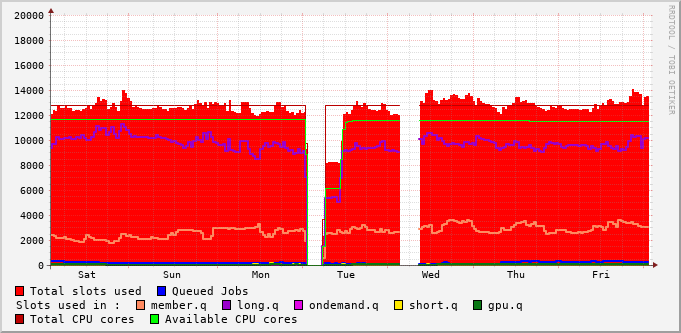 20000
18000
16000
14000
12000
10000
8000
6000
4000
2000
0
Sat Sun Mon Tue Wed Thu Fri
RRDTOOL / TOBI OETIKER
Total slots used Queued Jobs
Slots used in : member.q long.q ondemand.q short.q gpu.q
Total CPU cores Available CPU cores